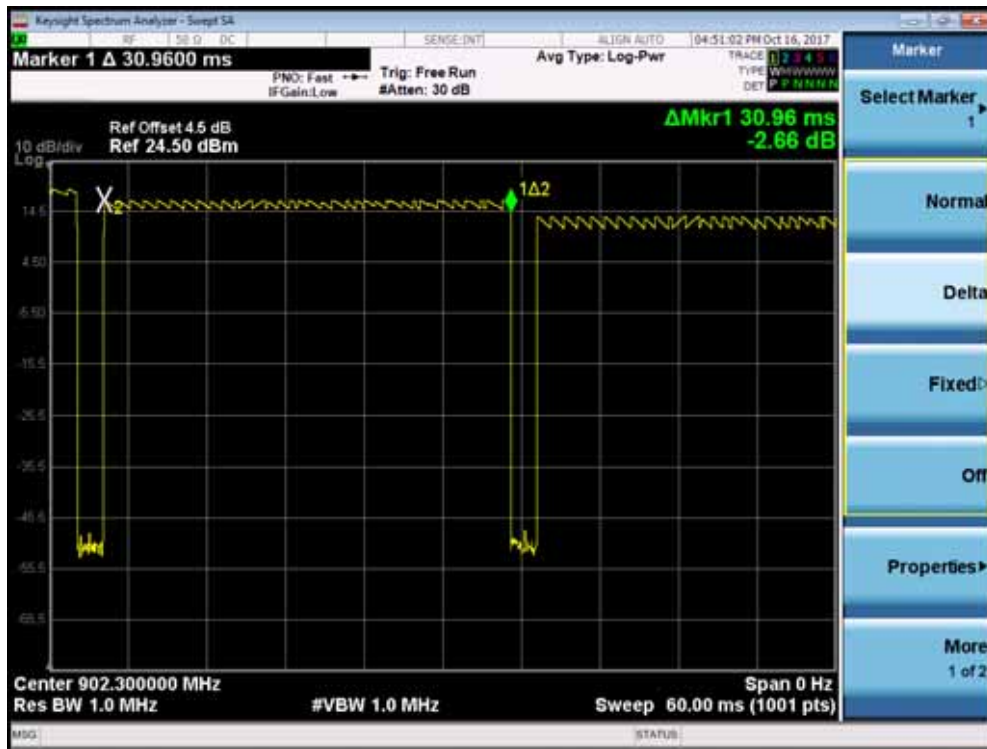 Keysight Spectrum Analyzer - Swept SA
RF 50 Ω DC SENSE:INT ALIGN AUTO 04:51:02 PM Oct 16, 2017
Marker 1 Δ 30.9600 ms
PNO: Fast
IFGain:Low
Trig: Free Run
#Atten: 30 dB
Avg Type: Log-Pwr
TRACE 1 2 3 4 5 6
TYPE
DET P P N N N N
ΔMkr1 30.96 ms
-2.66 dB
Ref Offset 4.5 dB
10 dB/div Ref 24.50 dBm
Log
1Δ2
X2
14.5
4.50
-5.50
-15.5
-25.5
-35.5
-45.5
-55.5
-65.5
Center 902.300000 MHz Span 0 Hz
Res BW 1.0 MHz #VBW 1.0 MHz Sweep 60.00 ms (1001 pts)
MSG STATUS
Marker
Select Marker
1
Normal
Delta
Fixed
Off
Properties
More
1 of 2